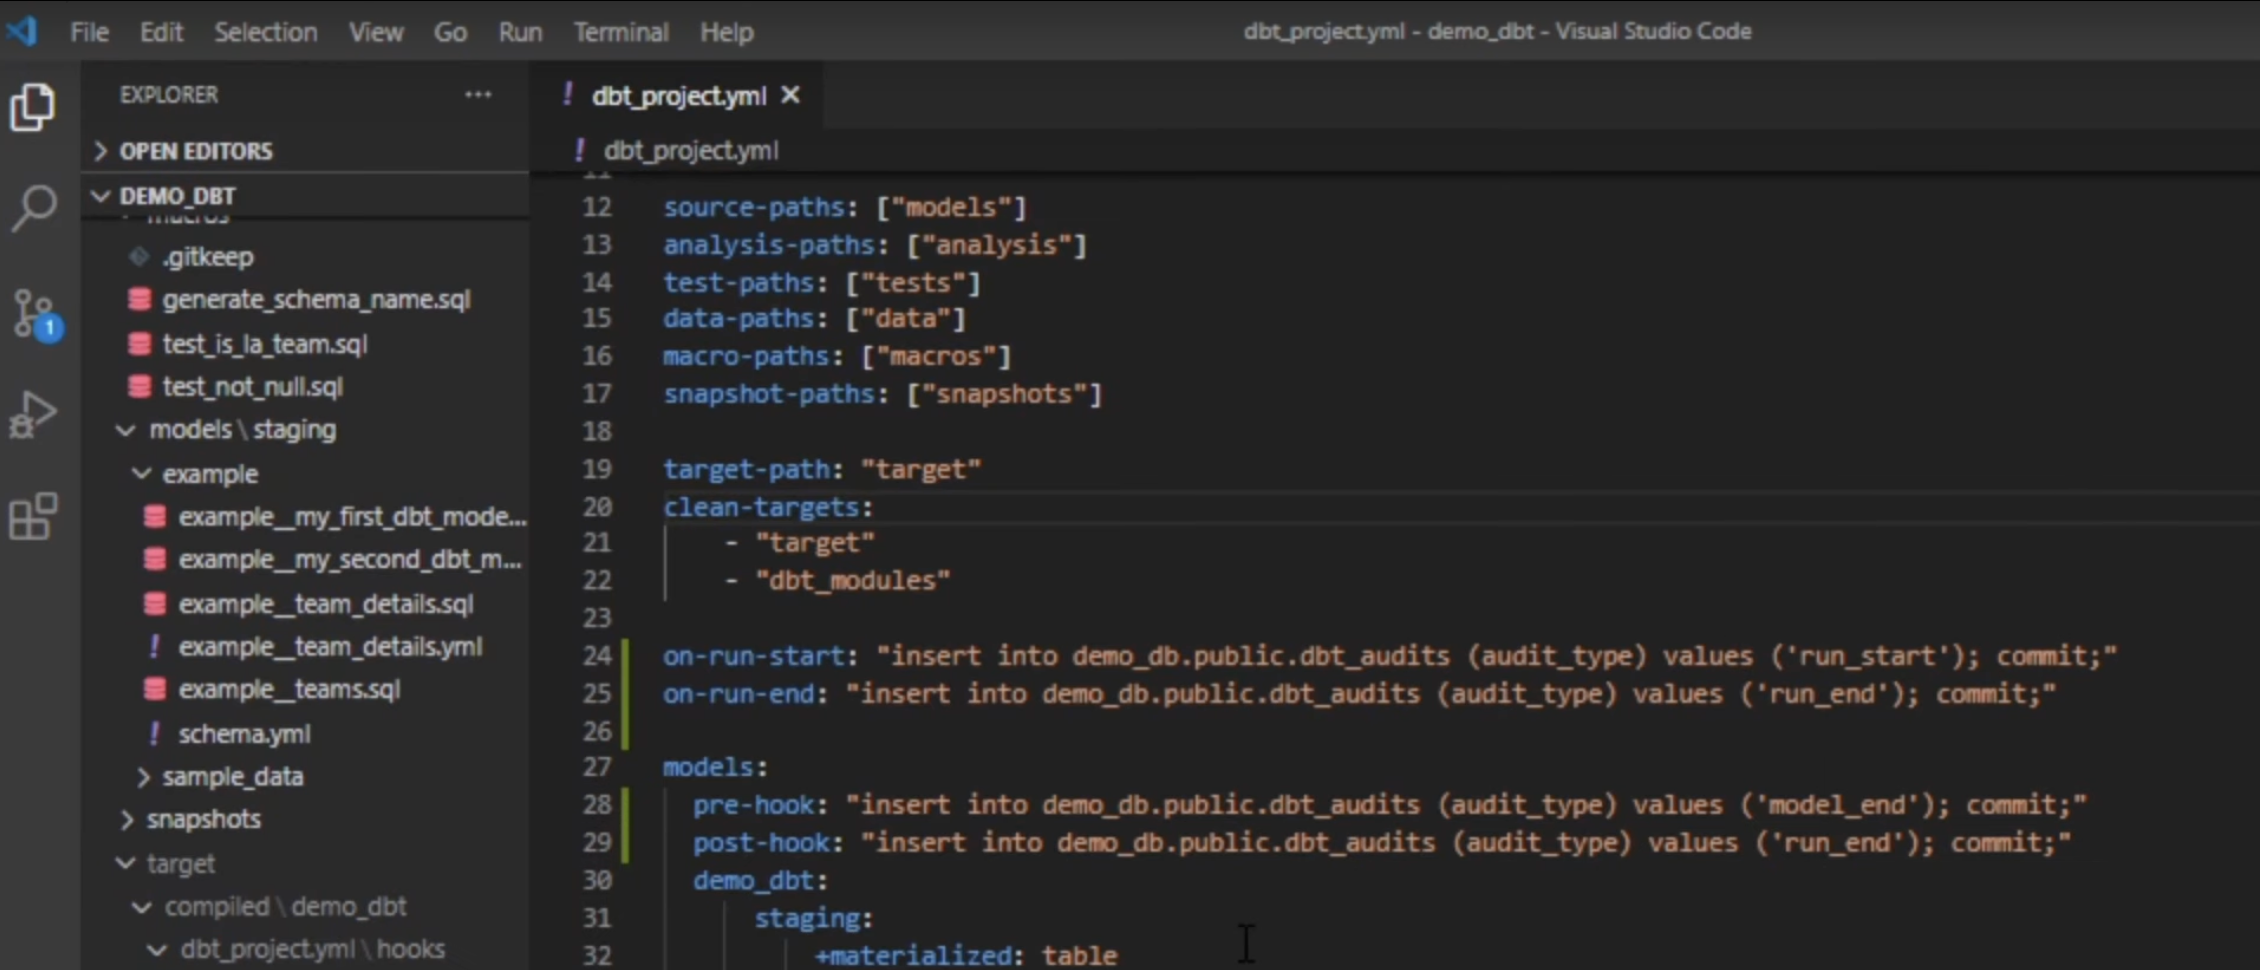 File Edit Selection View Go Run Terminal Help
dbt_project.yml - demo_dbt - Visual Studio Code
EXPLORER ...
OPEN EDITORS
DEMO_DBT
macros
.gitkeep
generate_schema_name.sql
test_is_la_team.sql
test_not_null.sql
models \ staging
example
example__my_first_dbt_mode...
example__my_second_dbt_m...
example__team_details.sql
! example__team_details.yml
example__teams.sql
! schema.yml
sample_data
snapshots
target
compiled \ demo_dbt
dbt_project.yml \ hooks
1
! dbt_project.yml ×
! dbt_project.yml
11
12 source-paths: ["models"]
13 analysis-paths: ["analysis"]
14 test-paths: ["tests"]
15 data-paths: ["data"]
16 macro-paths: ["macros"]
17 snapshot-paths: ["snapshots"]
18
19 target-path: "target"
20 clean-targets:
21 - "target"
22 - "dbt_modules"
23
24 on-run-start: "insert into demo_db.public.dbt_audits (audit_type) values ('run_start'); commit;"
25 on-run-end: "insert into demo_db.public.dbt_audits (audit_type) values ('run_end'); commit;"
26
27 models:
28 pre-hook: "insert into demo_db.public.dbt_audits (audit_type) values ('model_end'); commit;"
29 post-hook: "insert into demo_db.public.dbt_audits (audit_type) values ('run_end'); commit;"
30 demo_dbt:
31 staging:
32 +materialized: table